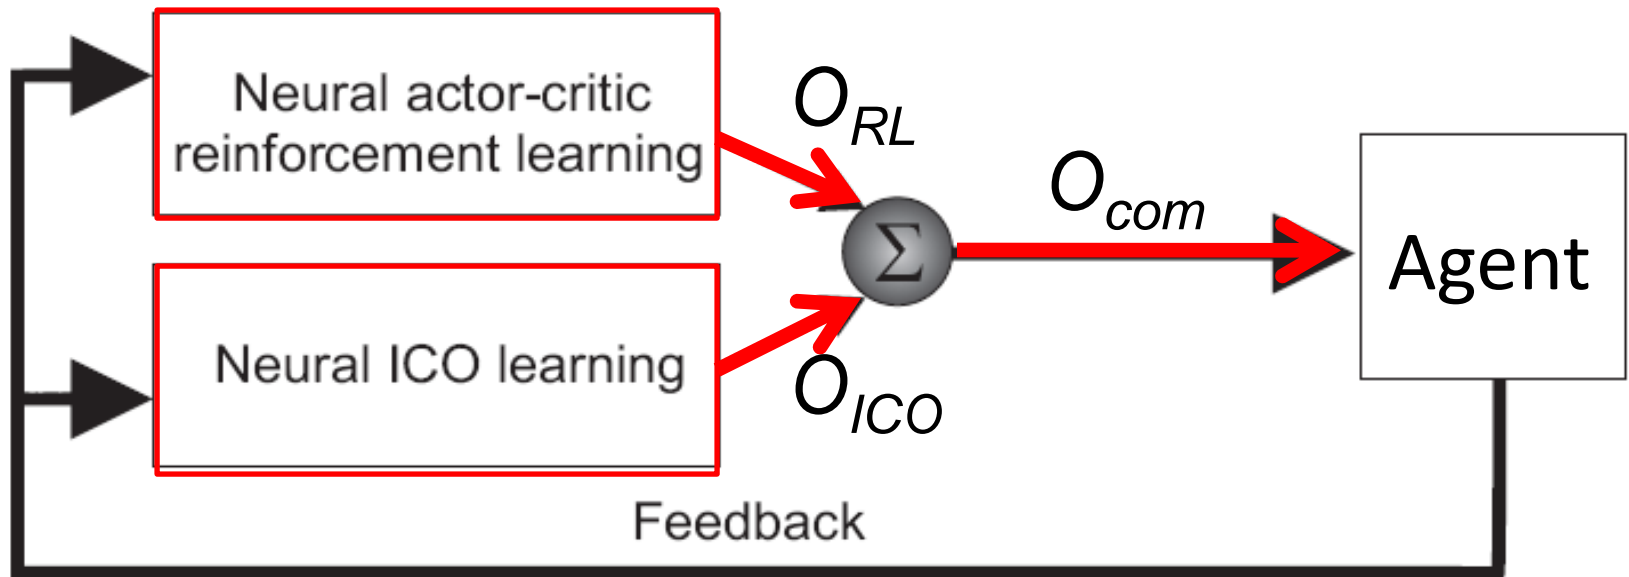 Neural actor-critic
reinforcement learning
O_RL
Σ
O_com
Agent
Neural ICO learning
O_ICO
Feedback